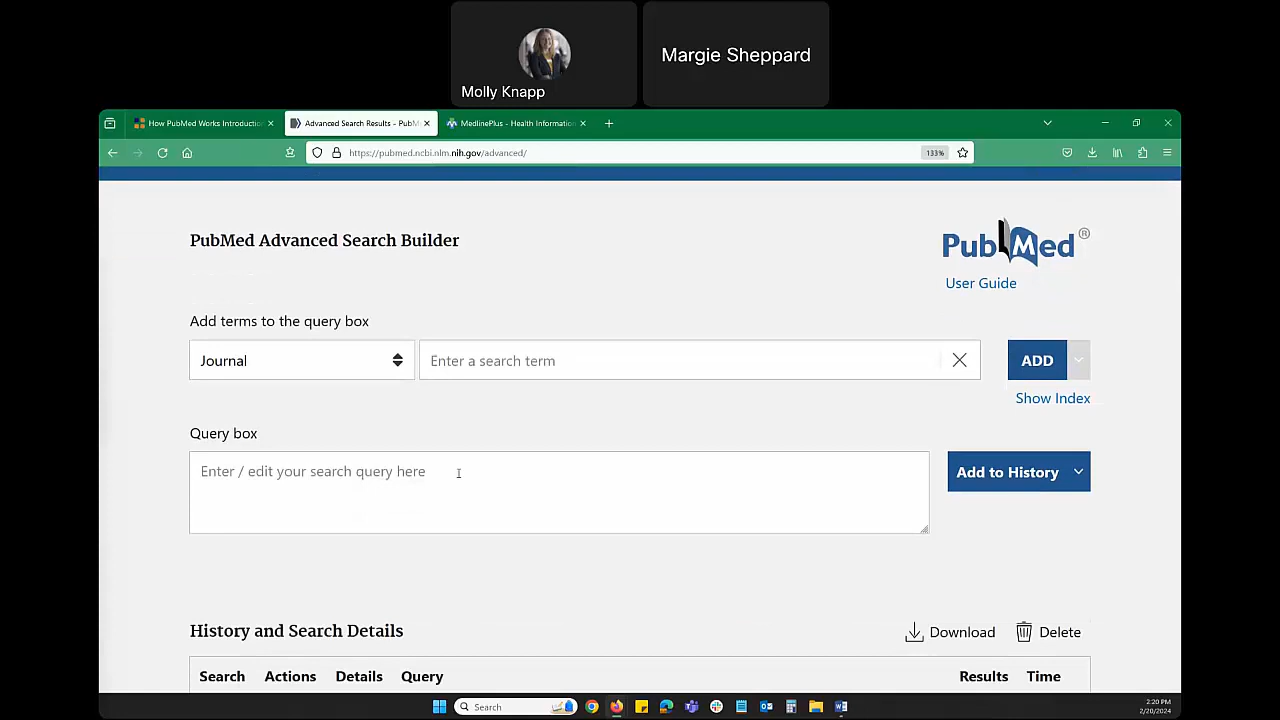 Molly Knapp
Margie Sheppard
How PubMed Works Introduction
Advanced Search Results - PubM
MedlinePlus - Health Information
https://pubmed.ncbi.nlm.nih.gov/advanced/
133%
PubMed Advanced Search Builder
PubMed®
User Guide
Add terms to the query box
Journal
Enter a search term
ADD
Show Index
Query box
Enter / edit your search query here
Add to History
History and Search Details
Download
Delete
Search Actions Details Query Results Time
Search
2:20 PM
2/20/2024